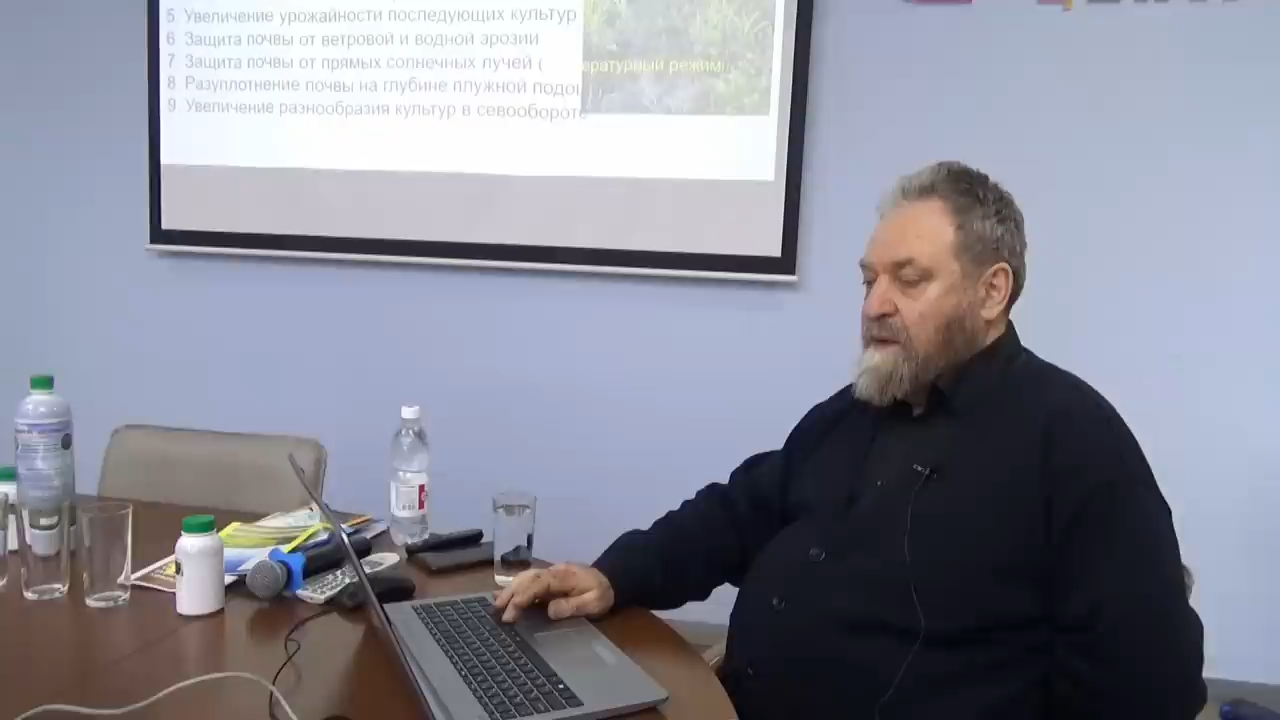 5 Увеличение урожайности последующих культур
6 Защита почвы от ветровой и водной эрозии
7 Защита почвы от прямых солнечных лучей ( ературный режим
8 Разуплотнение почвы на глубине плужной подо
9 Увеличение разнообразия культур в севообороте